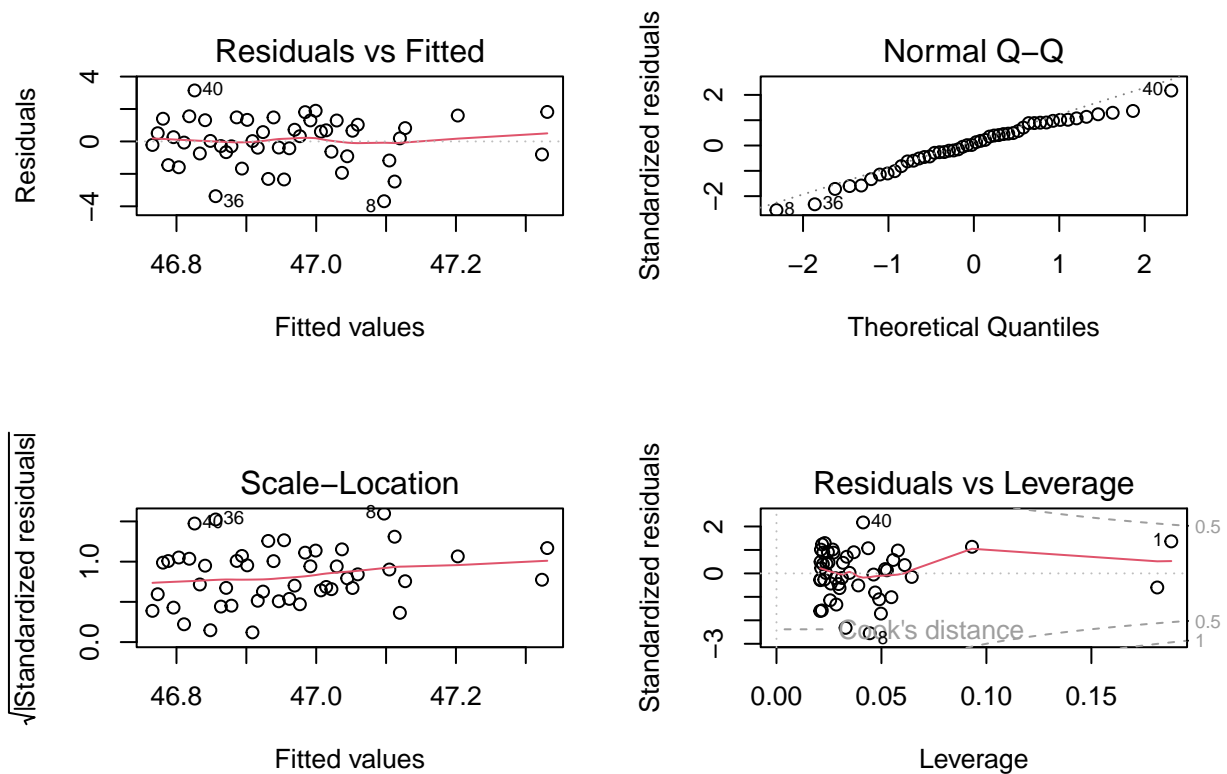 Residuals vs Fitted
Residuals
4
0
−4
40
36
8
46.8 47.0 47.2
Fitted values
Normal Q−Q
Standardized residuals
2
0
−2
40
8
36
−2 −1 0 1 2
Theoretical Quantiles
Scale−Location
√|Standardized residuals|
1.0
0.0
40
36
8
46.8 47.0 47.2
Fitted values
Residuals vs Leverage
Standardized residuals
2
0
−3
40
1
8
Cook's distance
0.5
0.5
1
0.00 0.05 0.10 0.15
Leverage